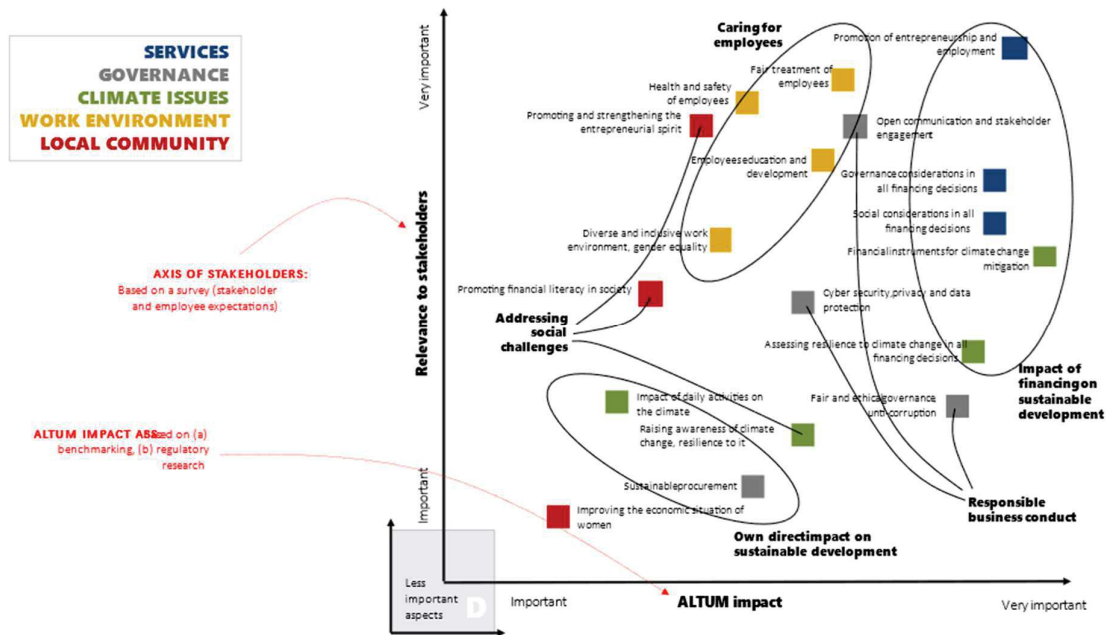 SERVICES
GOVERNANCE
CLIMATE ISSUES
WORK ENVIRONMENT
LOCAL COMMUNITY
AXIS OF STAKEHOLDERS:
Based on a survey (stakeholder
and employee expectations)
benchmarking, (b) regulatory
research
Very important
Relevance to stakeholders
Important
Caring for
employees
Promotion of entrepreneurship and
employment
Fair treatment of
employees
Health and safety
of employees
Promoting and strengthening the
entrepreneurial spirit
Open communication and stakeholder
engagement
Employees education and
development
Governance considerations in
all financing decisions
Social considerations in all
financing decisions
Diverse and inclusive work
environment, gender equality
Financial instruments for climate change
mitigation
Promoting financial literacy in society
Cyber security, privacy and data
protection
Addressing
social
challenges
Assessing resilience to climate change in all
financing decisions
Impact of
financing on
sustainable
development
Impact of daily activities on
the climate
Fair and ethical governance,
unti-corruption
Raising awareness of climate
change, resilience to it
Sustainable procurement
Improving the economic situation of
women
Responsible
business conduct
Own direct impact on
sustainable development
Less
important
aspects
D
Important
ALTUM impact
Very important